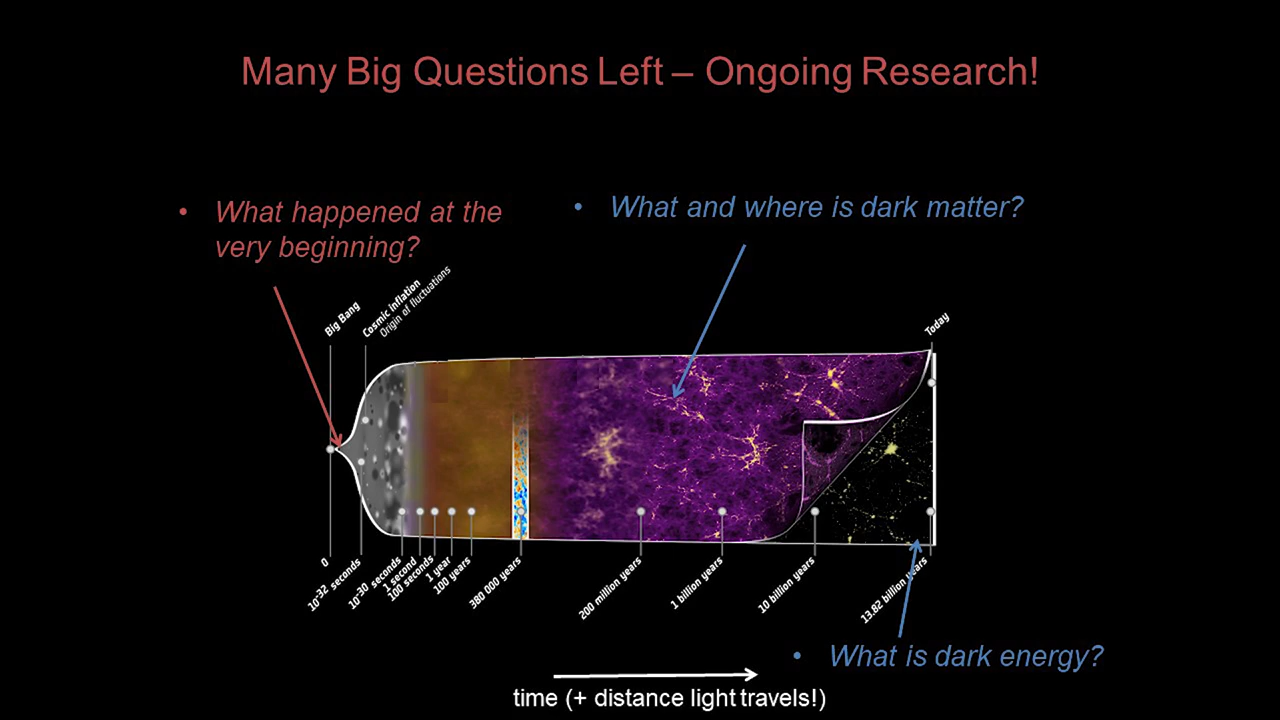 Many Big Questions Left – Ongoing Research!
• What happened at the
very beginning?
• What and where is dark matter?
Big Bang
Cosmic inflation
Origin of fluctuations
Today
0
10-32 seconds
10-30 seconds
1 second
100 seconds
1 year
100 years
380 000 years
200 million years
1 billion years
10 billion years
13.82 billion years
• What is dark energy?
time (+ distance light travels!)